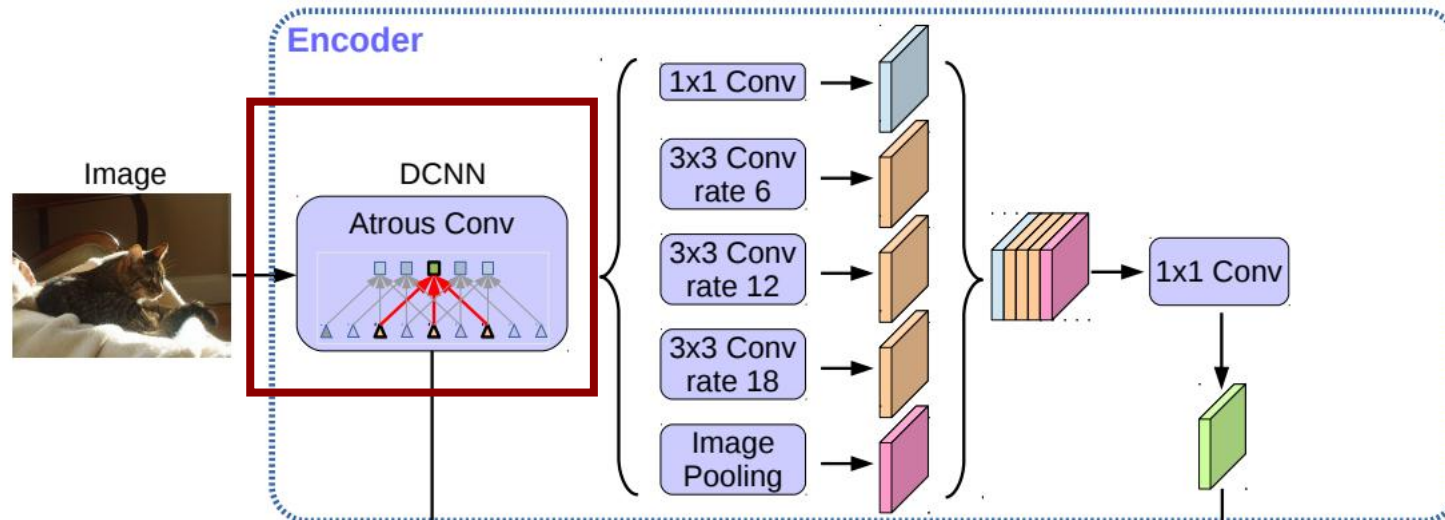 Encoder
Image
DCNN
Atrous Conv
1x1 Conv
3x3 Conv
rate 6
3x3 Conv
rate 12
3x3 Conv
rate 18
Image
Pooling
1x1 Conv